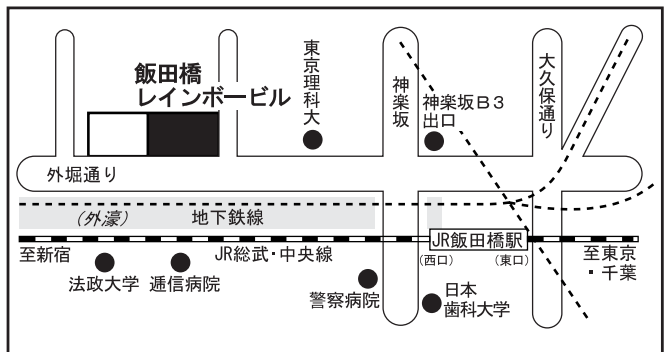 飯田橋
レインボービル
東京理科大
神楽坂
神楽坂B3
出口
大久保通り
外堀通り
(外濠)
地下鉄線
JR飯田橋駅
(西口)
(東口)
至新宿
JR総武・中央線
至東京
・千葉
法政大学
逓信病院
警察病院
日本
歯科大学